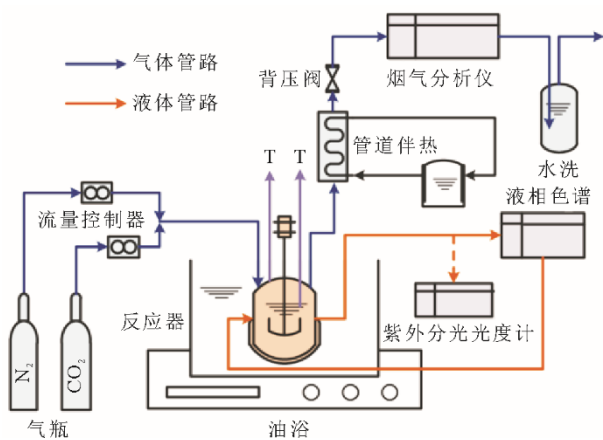 气体管路
液体管路
背压阀
烟气分析仪
管道伴热
水洗
T
T
流量控制器
液相色谱
反应器
紫外分光光度计
N₂
CO₂
气瓶
油浴